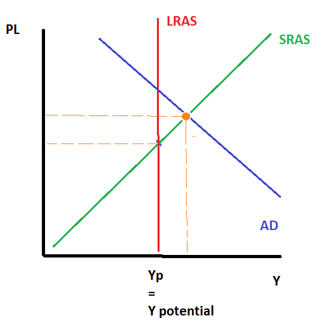 PL
LRAS
SRAS
AD
Yp
=
Y potential
Y